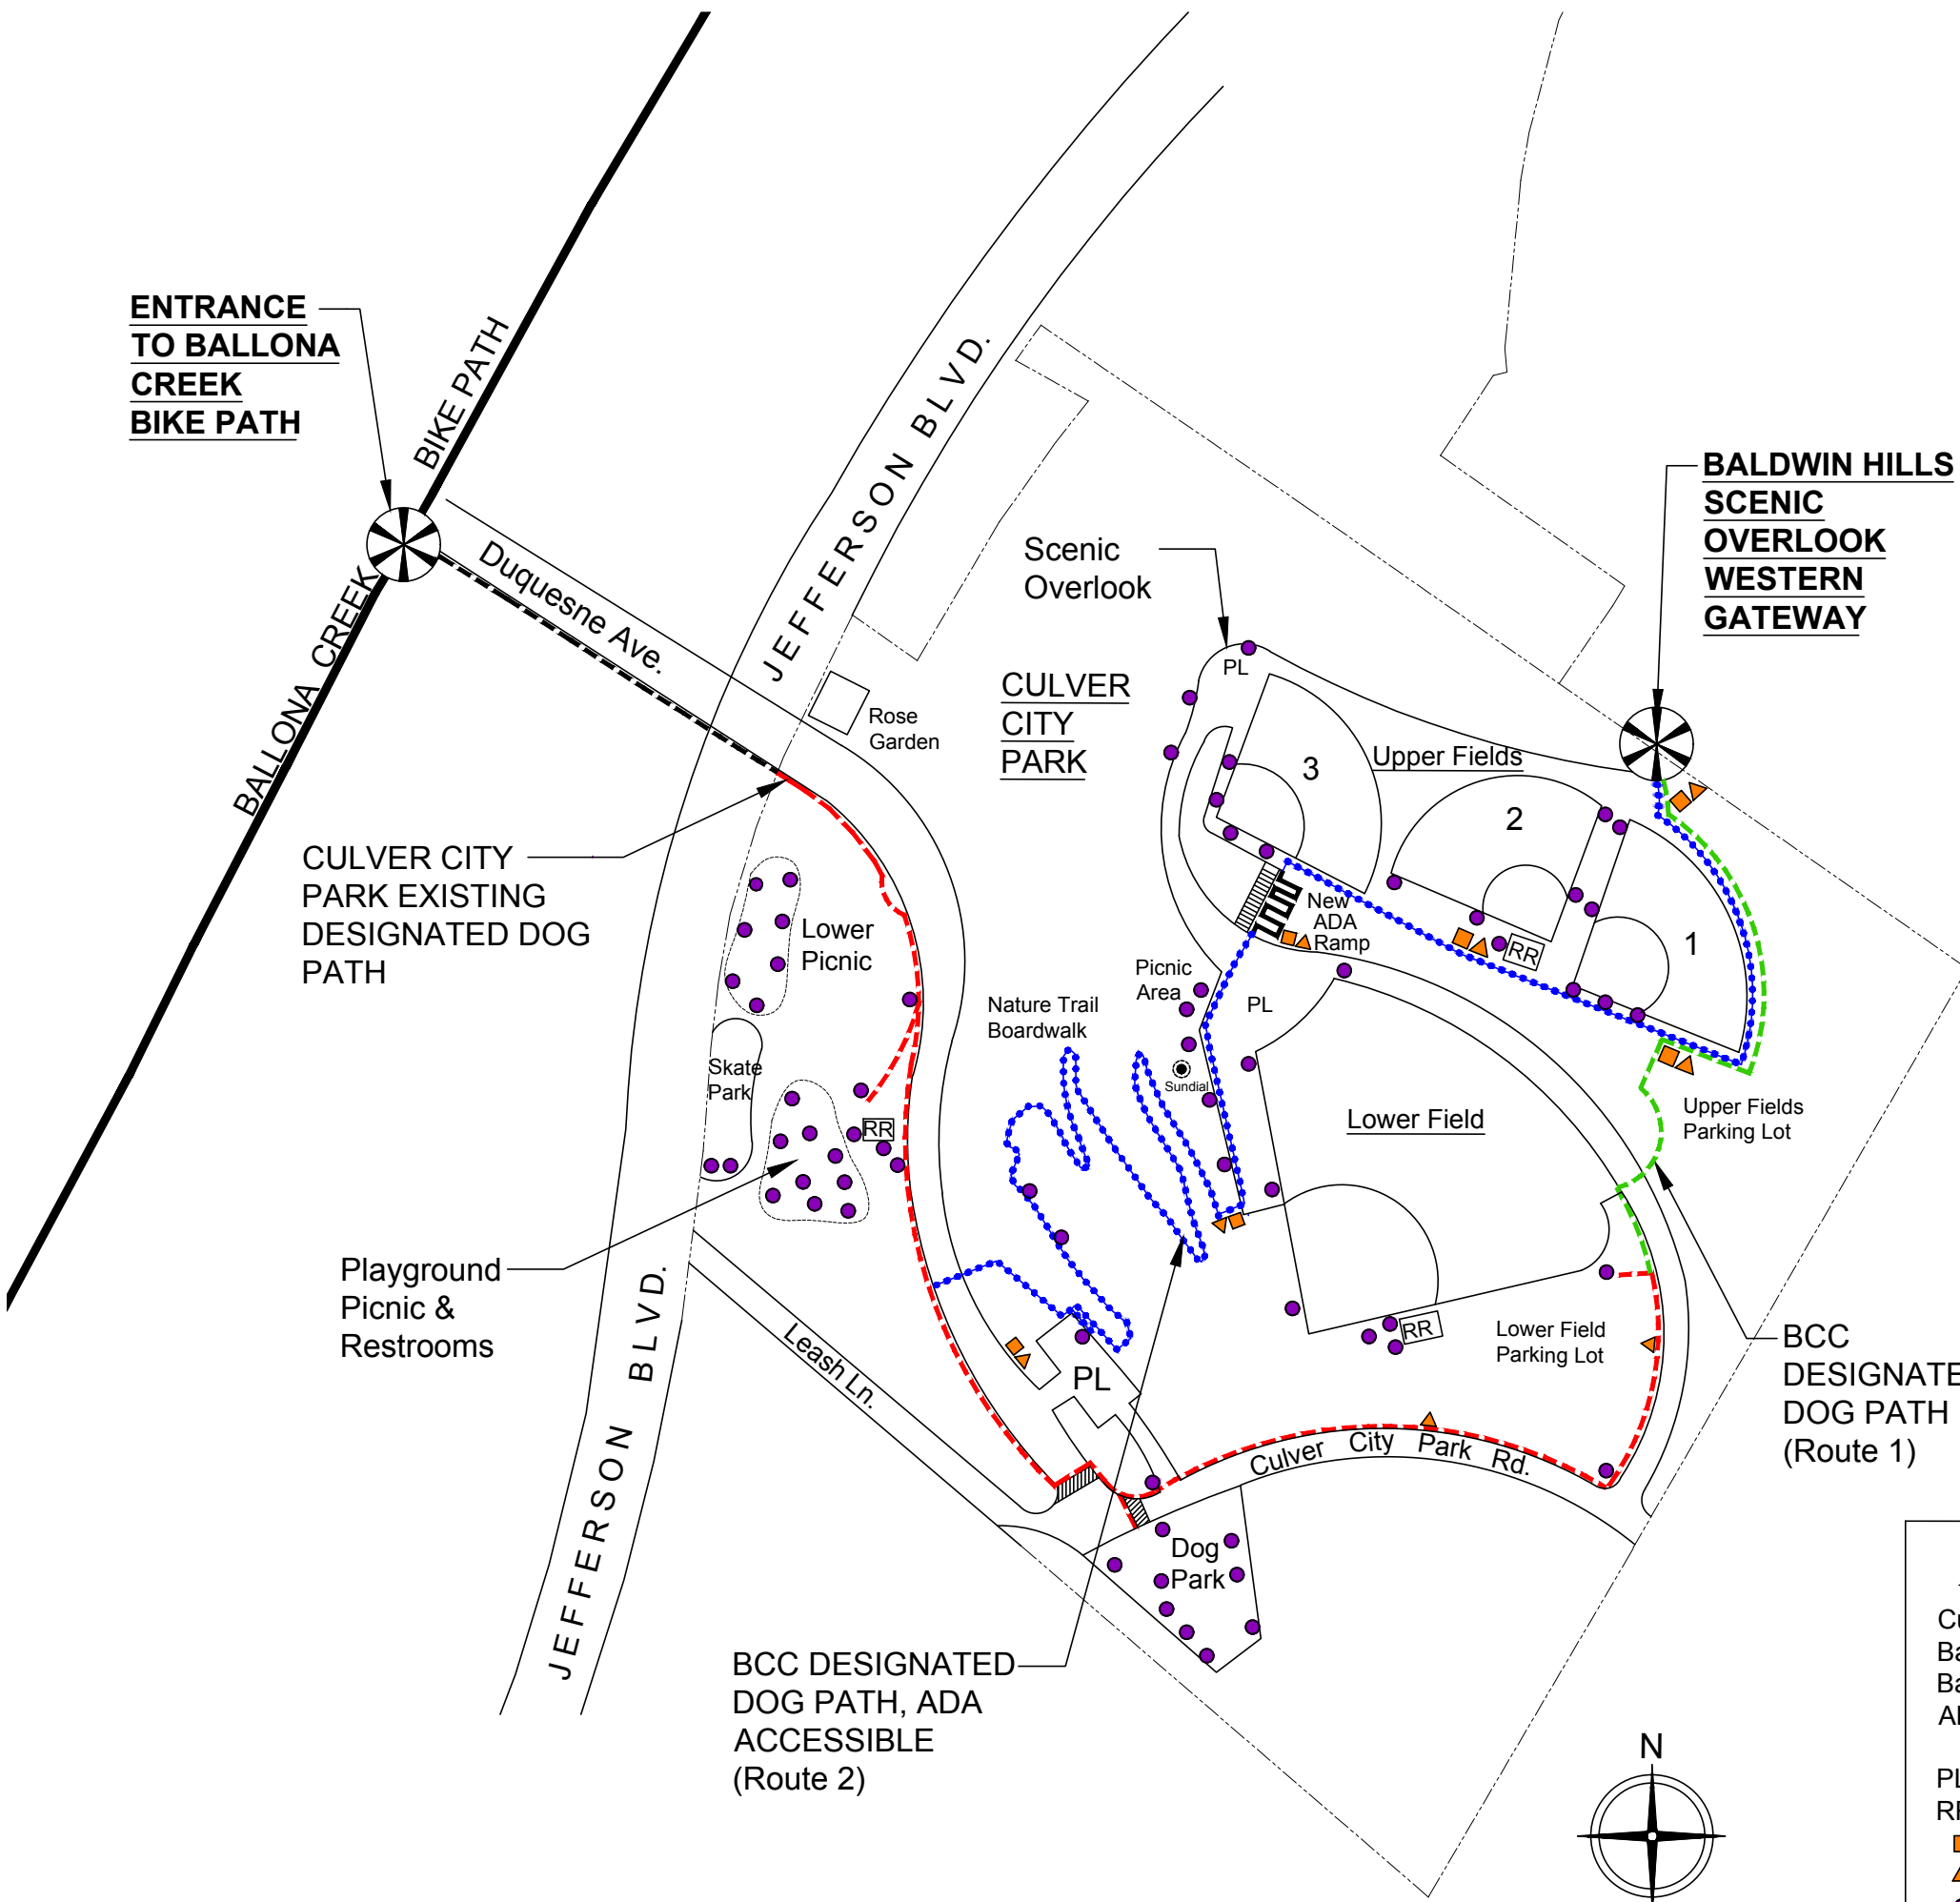 ENTRANCE
TO BALLONA
CREEK
BIKE PATH
BIKE PATH
BALLONA CREEK
Duquesne Ave.
JEFFERSON BLVD.
Rose
Garden
Scenic
Overlook
CULVER
CITY
PARK
BALDWIN HILLS
SCENIC
OVERLOOK
WESTERN
GATEWAY
PL
3
Upper Fields
2
1
New
ADA
Ramp
RR
CULVER CITY
PARK EXISTING
DESIGNATED DOG
PATH
Lower
Picnic
Picnic
Area
PL
Nature Trail
Boardwalk
Skate
Park
Sundial
RR
Lower Field
Upper Fields
Parking Lot
Playground
Picnic &
Restrooms
Leash Ln.
JEFFERSON BLVD.
PL
RR
Lower Field
Parking Lot
BCC
DESIGNATE
DOG PATH
(Route 1)
Culver City Park Rd.
Dog
Park
BCC DESIGNATED
DOG PATH, ADA
ACCESSIBLE
(Route 2)
N
Ba
Ba